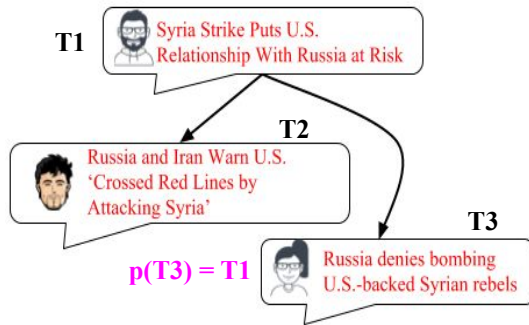 T1
Syria Strike Puts U.S.
Relationship With Russia at Risk
T2
Russia and Iran Warn U.S.
‘Crossed Red Lines by
Attacking Syria’
T3
p(T3) = T1
Russia denies bombing
U.S.-backed Syrian rebels